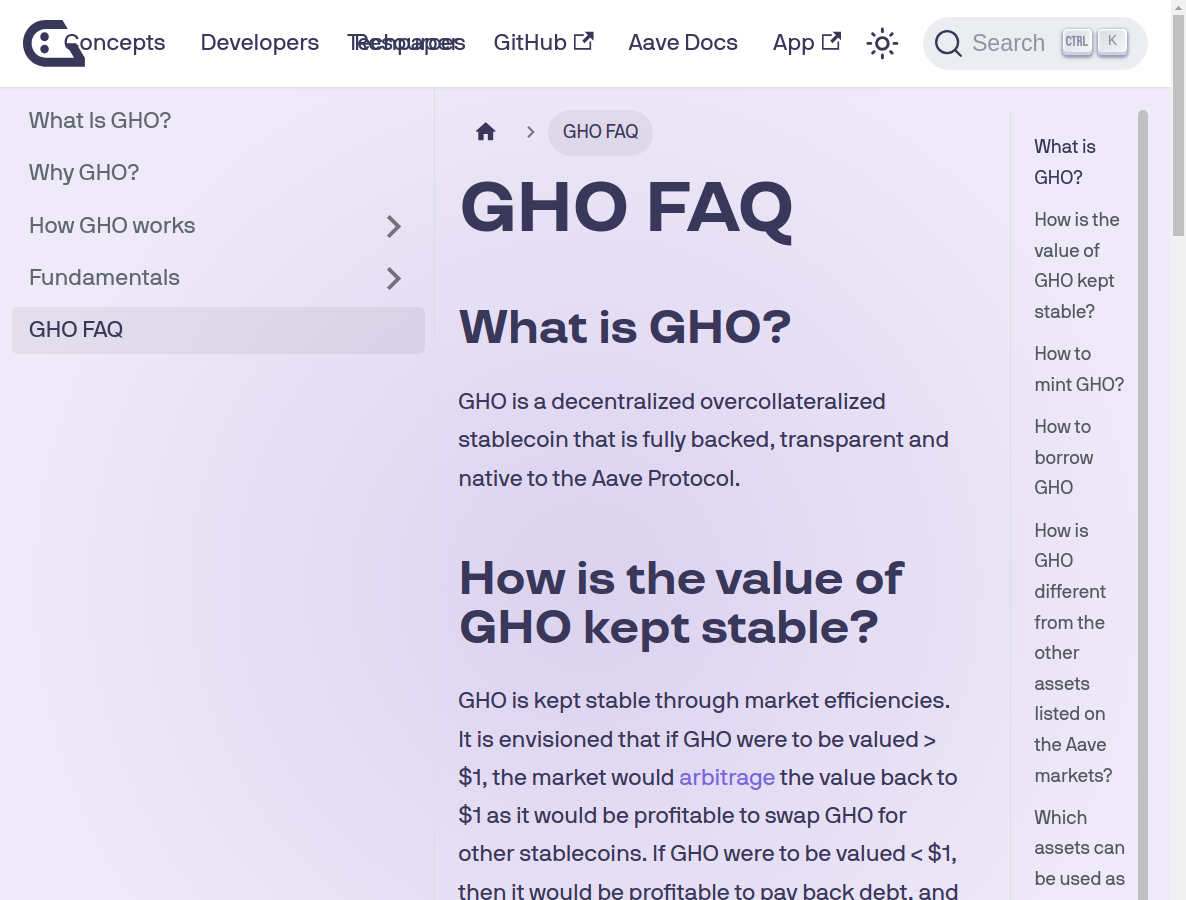 Concepts
Developers
Techpaper
Resources
GitHub
Aave Docs
App
Search
CTRL
K
What Is GHO?
Why GHO?
How GHO works
Fundamentals
GHO FAQ
GHO FAQ
GHO FAQ
What is GHO?
GHO is a decentralized overcollateralized
stablecoin that is fully backed, transparent and
native to the Aave Protocol.
How is the value of
GHO kept stable?
GHO is kept stable through market efficiencies.
It is envisioned that if GHO were to be valued >
$1, the market would arbitrage the value back to
$1 as it would be profitable to swap GHO for
other stablecoins. If GHO were to be valued < $1,
then it would be profitable to pay back debt, and
What is
GHO?
How is the
value of
GHO kept
stable?
How to
mint GHO?
How to
borrow
GHO
How is
GHO
different
from the
other
assets
listed on
the Aave
markets?
Which
assets can
be used as